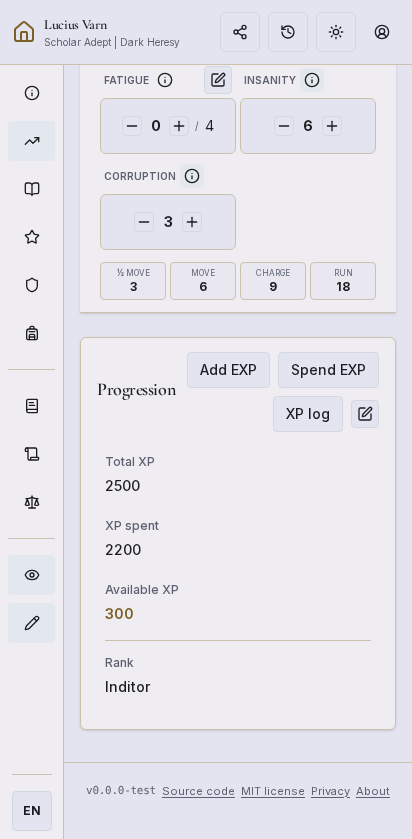 Lucius Varn
Scholar Adept | Dark Heresy
FATIGUE INSANITY
0 / 4 6
CORRUPTION
3
½ MOVE MOVE CHARGE RUN
3 6 9 18
Add EXP Spend EXP
Progression
XP log
Total XP
2500
XP spent
2200
Available XP
300
Rank
Inditor
v0.0.0-test Source code MIT license Privacy About
EN